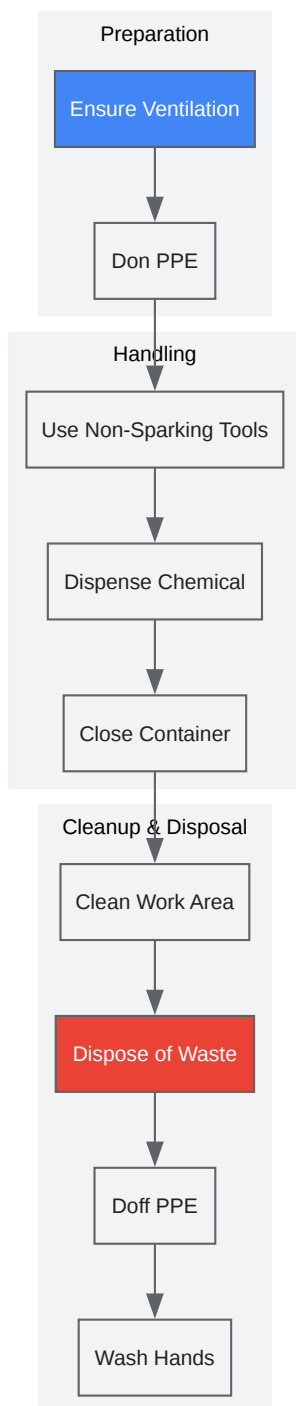 Preparation
Ensure Ventilation
Don PPE
Handling
Use Non-Sparking Tools
Dispense Chemical
Close Container
Cleanup & Disposal
Clean Work Area
Dispose of Waste
Doff PPE
Wash Hands